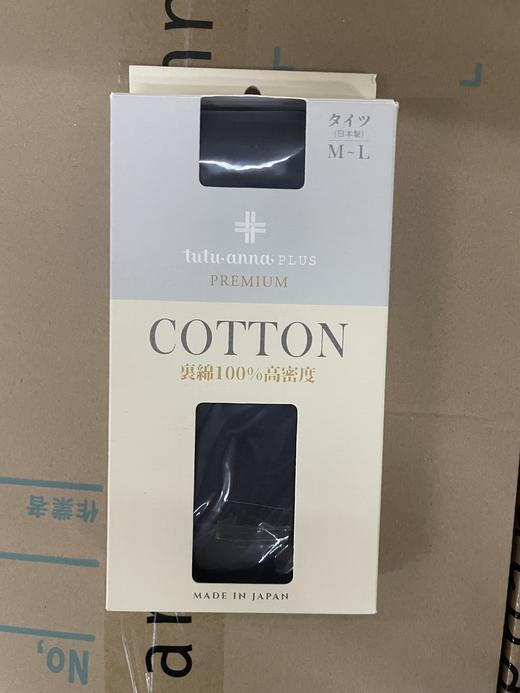 タイツ
(日本製)
M~L
tutu·anna·PLUS
PREMIUM
COTTON
裏綿100%高密度
MADE IN JAPAN
作業者
No,